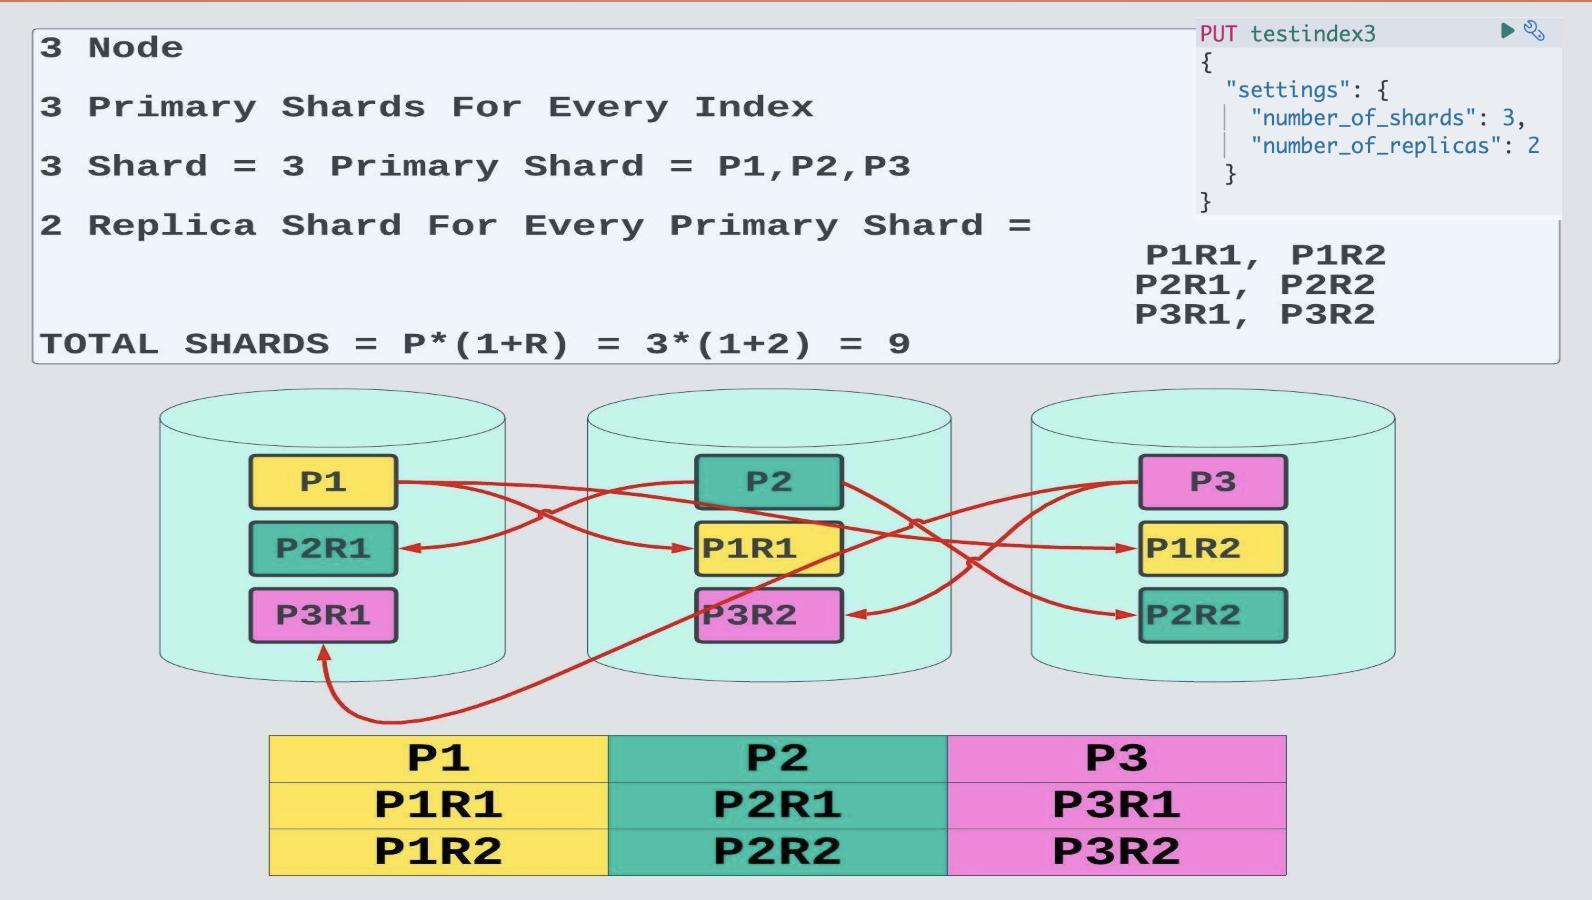 3 Node
3 Primary Shards For Every Index
3 Shard = 3 Primary Shard = P1,P2,P3
2 Replica Shard For Every Primary Shard =
P1R1, P1R2
P2R1, P2R2
P3R1, P3R2
TOTAL SHARDS = P*(1+R) = 3*(1+2) = 9
PUT testindex3
{
"settings": {
"number_of_shards": 3,
"number_of_replicas": 2
}
}
P1
P2R1
P3R1
P2
P1R1
P3R2
P3
P1R2
P2R2
P1 P2 P3
P1R1 P2R1 P3R1
P1R2 P2R2 P3R2